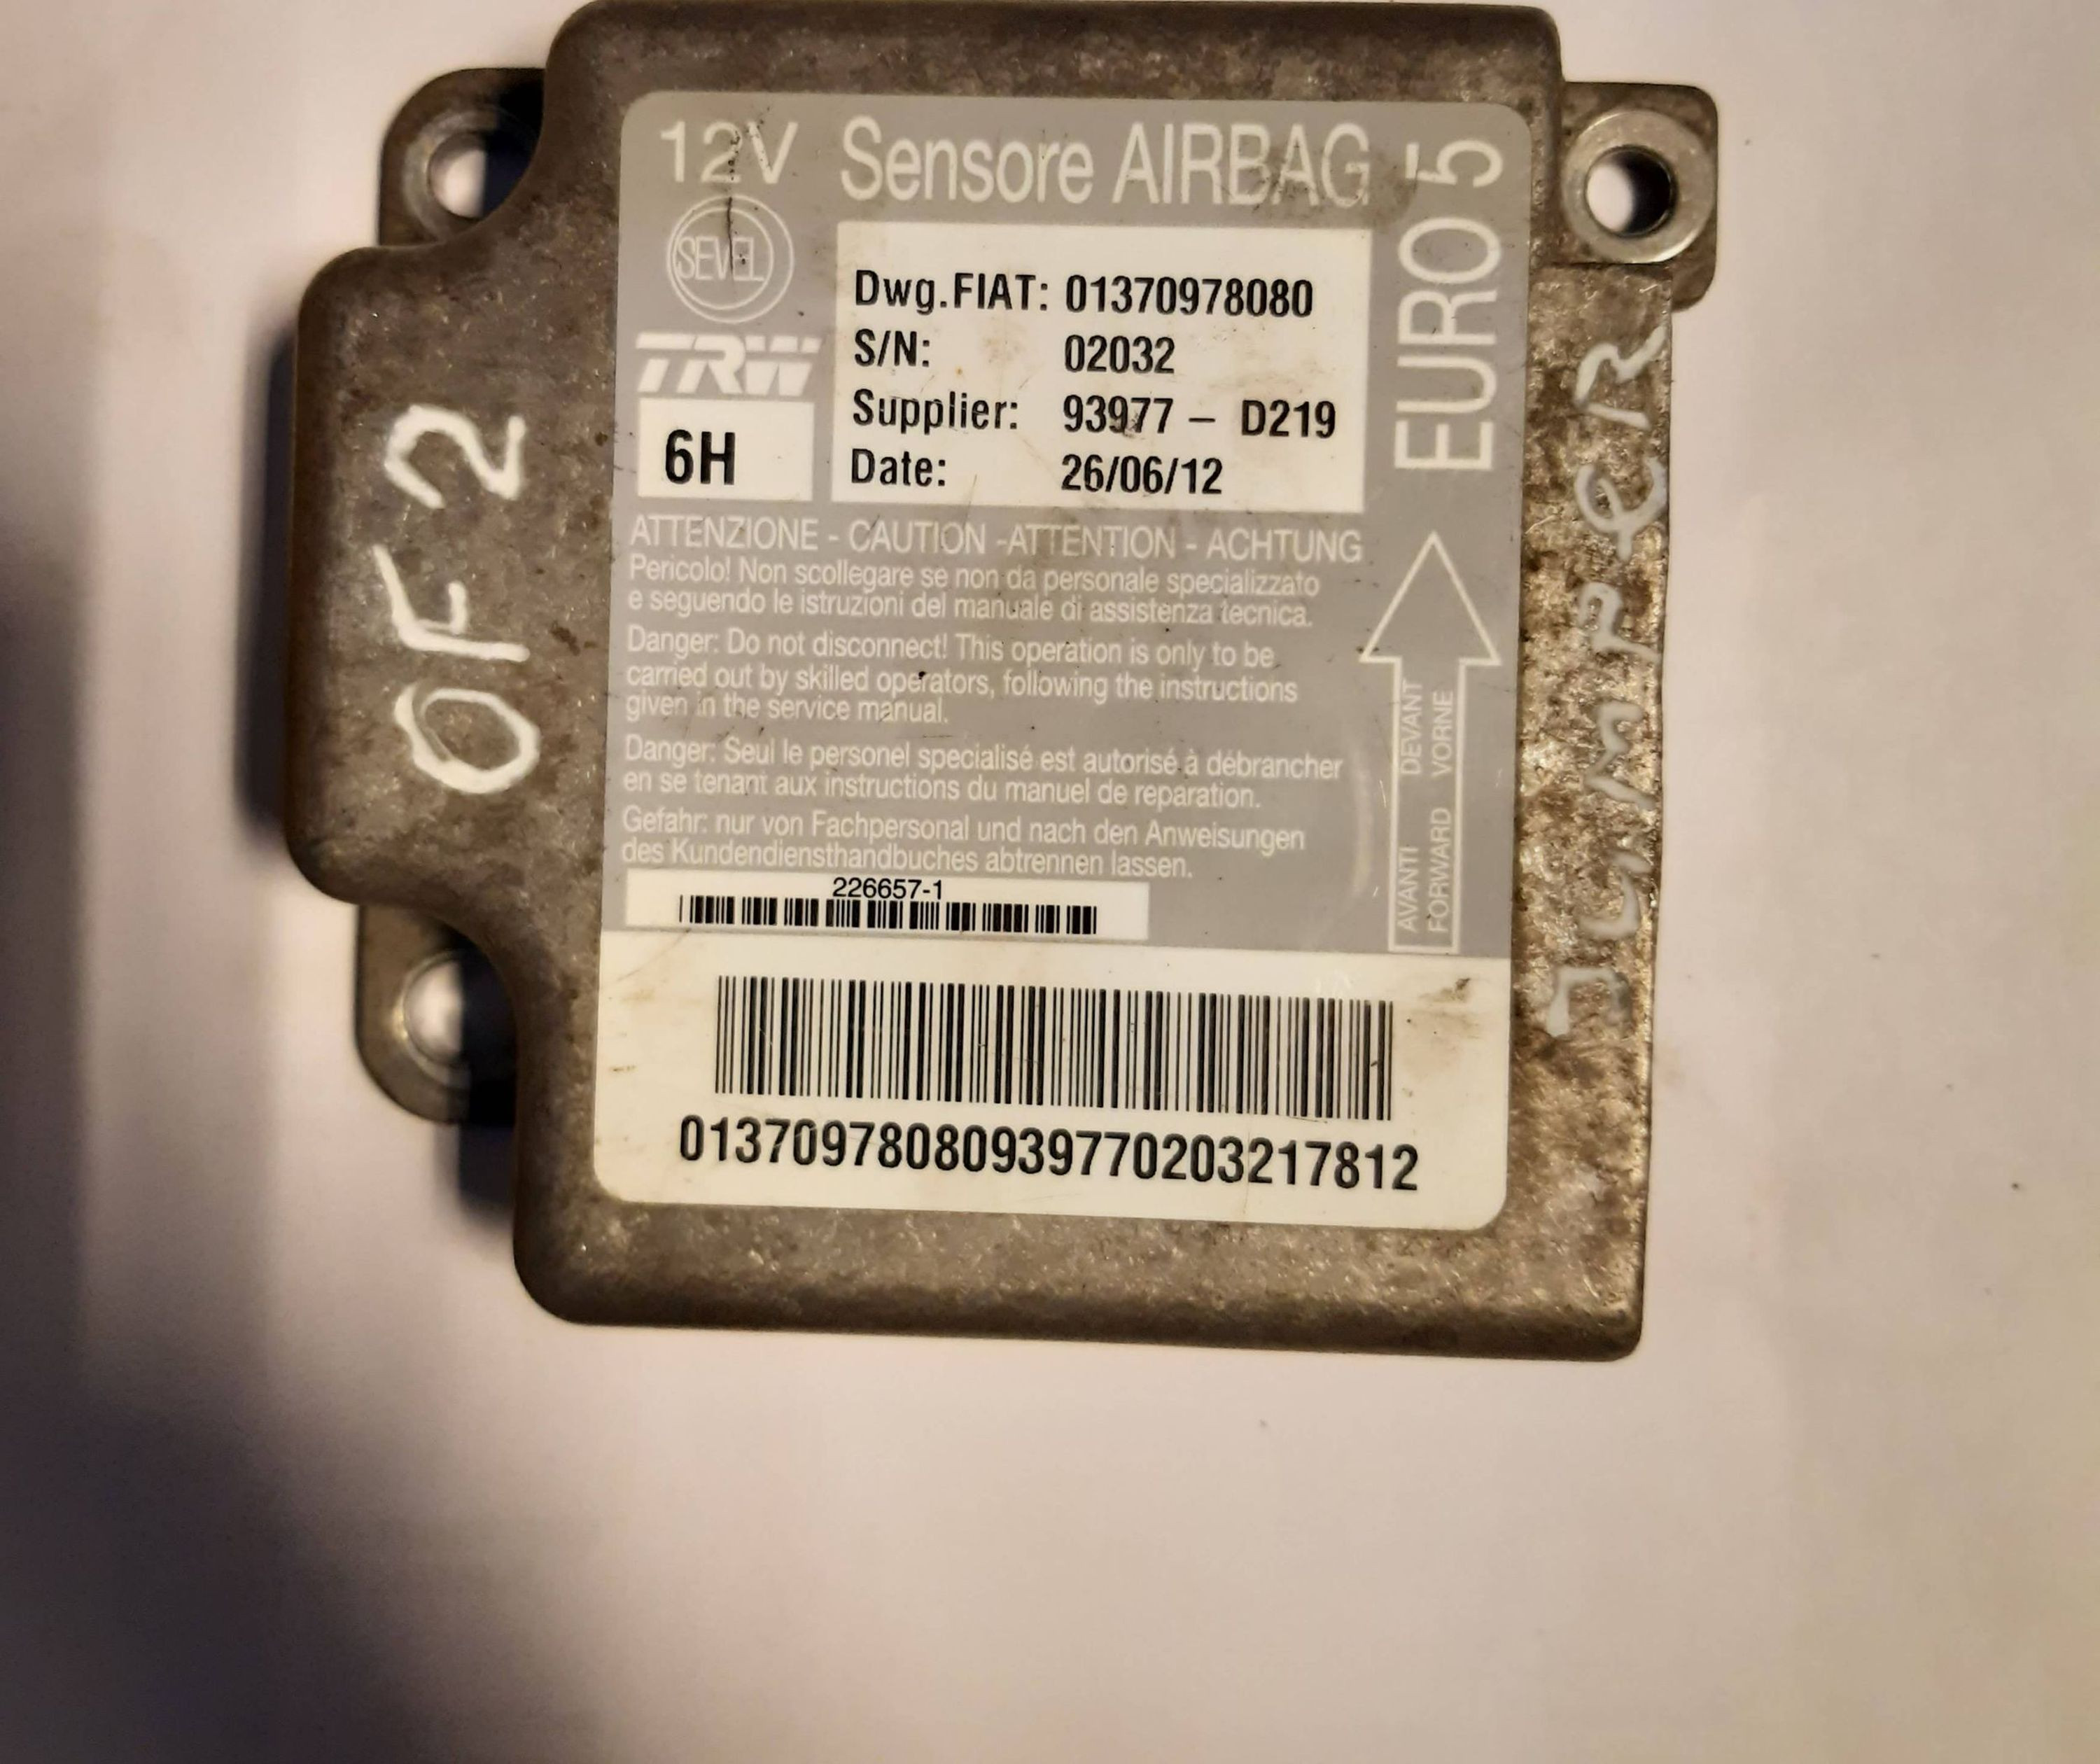 12V Sensore AIRBAG
EURO 5
SEVEL
TRW
6H
Dwg.FIAT: 01370978080
S/N: 02032
Supplier: 93977 – D219
Date: 26/06/12
ATTENZIONE - CAUTION -ATTENTION - ACHTUNG
Pericolo! Non scollegare se non da personale specializzato
e seguendo le istruzioni del manuale di assistenza tecnica.
Danger: Do not disconnect! This operation is only to be
carried out by skilled operators, following the instructions
given in the service manual.
Danger: Seul le personel specialisé est autorisé à débrancher
en se tenant aux instructions du manuel de reparation.
Gefahr: nur von Fachpersonal und nach den Anweisungen
des Kundendiensthandbuches abtrennen lassen.
AVANTI DEVANT
FORWARD VORNE
226657-1
01370978080939770203217812
OF2
JUMPER